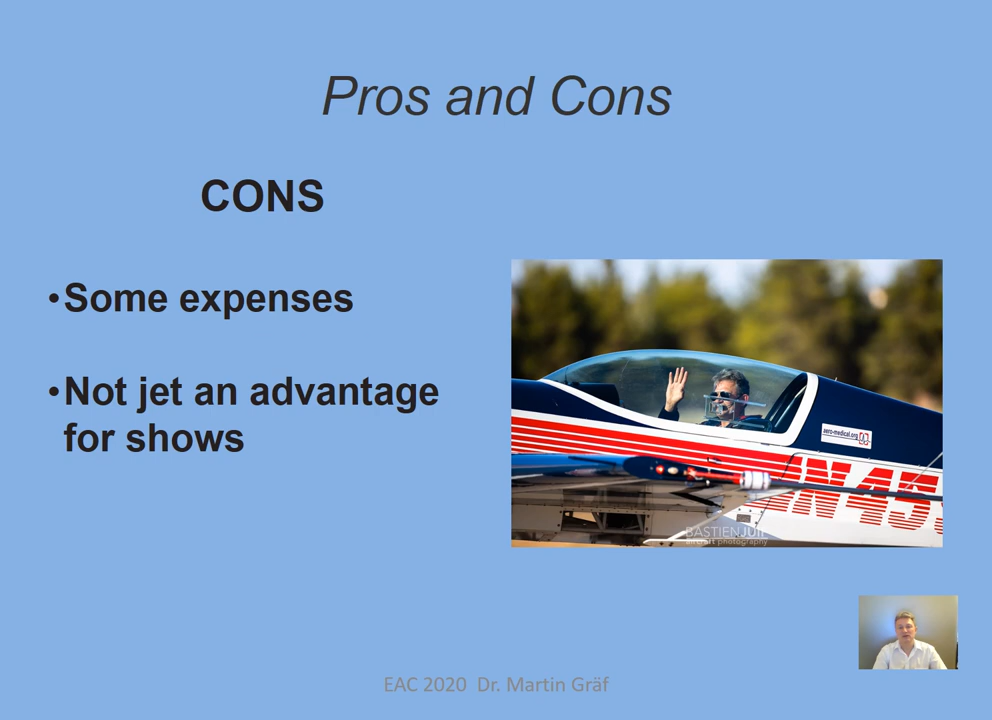 Pros and Cons
CONS
•Some expenses
•Not jet an advantage
for shows
aero-medical.org
N45
BASTIENJUIF
aircraft photography
EAC 2020 Dr. Martin Gräf